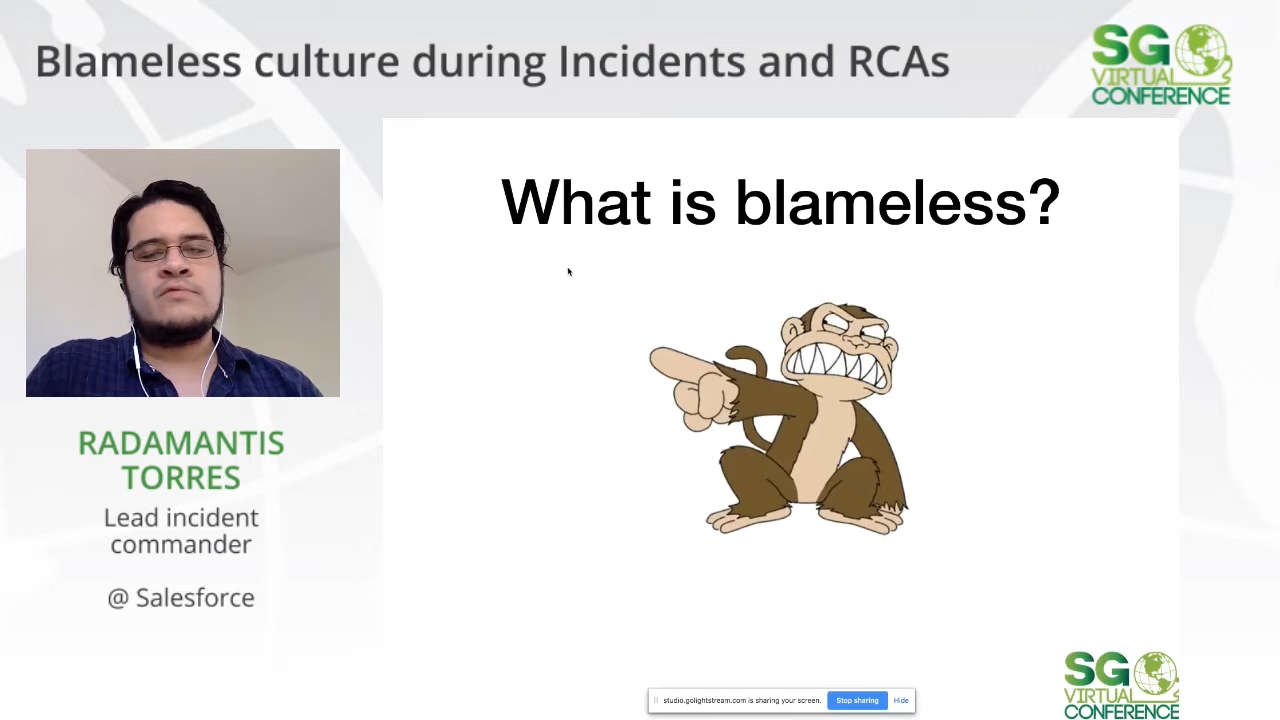 Blameless culture during Incidents and RCAs
SG
VIRTUAL
CONFERENCE
What is blameless?
RADAMANTIS
TORRES
Lead incident
commander
@ Salesforce
studio.golightstream.com is sharing your screen.
Stop sharing
Hide
SG
VIRTUAL
CONFERENCE